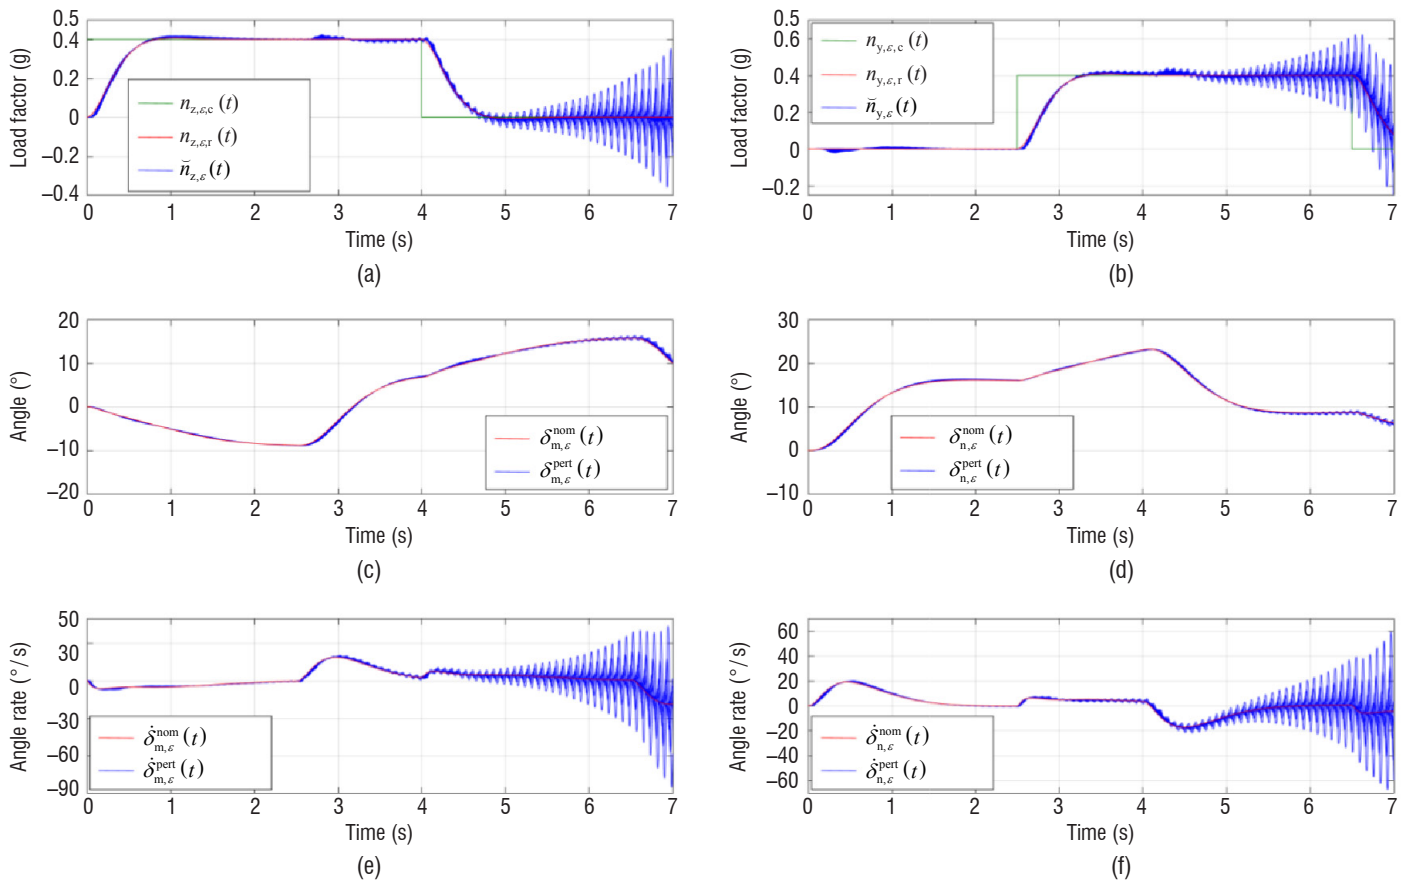 0.5
0.4
0.2
0
–0.2
0.4
Load factor (g)
n z,ε,c (t)
n z,ε,r (t)
n̆ z,ε (t)
0 1 2 3 4 5 6 7
Time (s)
(a)
0.5
0.6
0.4
0.2
0
–0.2
Load factor (g)
n y,ε,c (t)
n y,ε,r (t)
n̆ y,ε (t)
0 1 2 3 4 5 6 7
Time (s)
(b)
20
10
0
–10
–20
Angle (°)
δ nom m,ε (t)
δ pert m,ε (t)
0 1 2 3 4 5 6 7
Time (s)
(c)
30
20
10
0
–10
Angle (°)
δ nom n,ε (t)
δ pert n,ε (t)
0 1 2 3 4 5 6 7
Time (s)
(d)
50
30
0
–30
–60
–90
Angle rate (°/ s)
δ̇ nom m,ε (t)
δ̇ pert m,ε (t)
0 1 2 3 4 5 6 7
Time (s)
(e)
60
40
20
0
–20
–40
–60
Angle rate (°/ s)
δ̇ nom n,ε (t)
δ̇ pert n,ε (t)
0 1 2 3 4 5 6 7
Time (s)
(f)